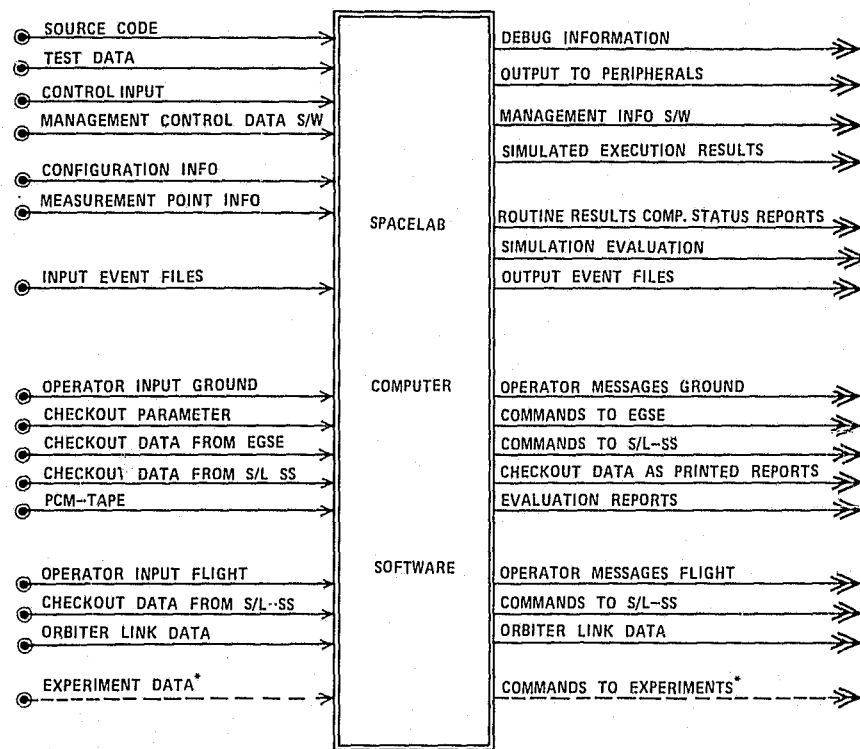 SOURCE CODE
TEST DATA
CONTROL INPUT
MANAGEMENT CONTROL DATA S/W
CONFIGURATION INFO
MEASUREMENT POINT INFO
INPUT EVENT FILES
OPERATOR INPUT GROUND
CHECKOUT PARAMETER
CHECKOUT DATA FROM EGSE
CHECKOUT DATA FROM S/L SS
PCM-TAPE
OPERATOR INPUT FLIGHT
CHECKOUT DATA FROM S/L-SS
ORBITER LINK DATA
EXPERIMENT DATA*
SPACELAB
COMPUTER
SOFTWARE
DEBUG INFORMATION
OUTPUT TO PERIPHERALS
MANAGEMENT INFO S/W
SIMULATED EXECUTION RESULTS
ROUTINE RESULTS COMP. STATUS REPORTS
SIMULATION EVALUATION
OUTPUT EVENT FILES
OPERATOR MESSAGES GROUND
COMMANDS TO EGSE
COMMANDS TO S/L-SS
CHECKOUT DATA AS PRINTED REPORTS
EVALUATION REPORTS
OPERATOR MESSAGES FLIGHT
COMMANDS TO S/L-SS
ORBITER LINK DATA
COMMANDS TO EXPERIMENTS*